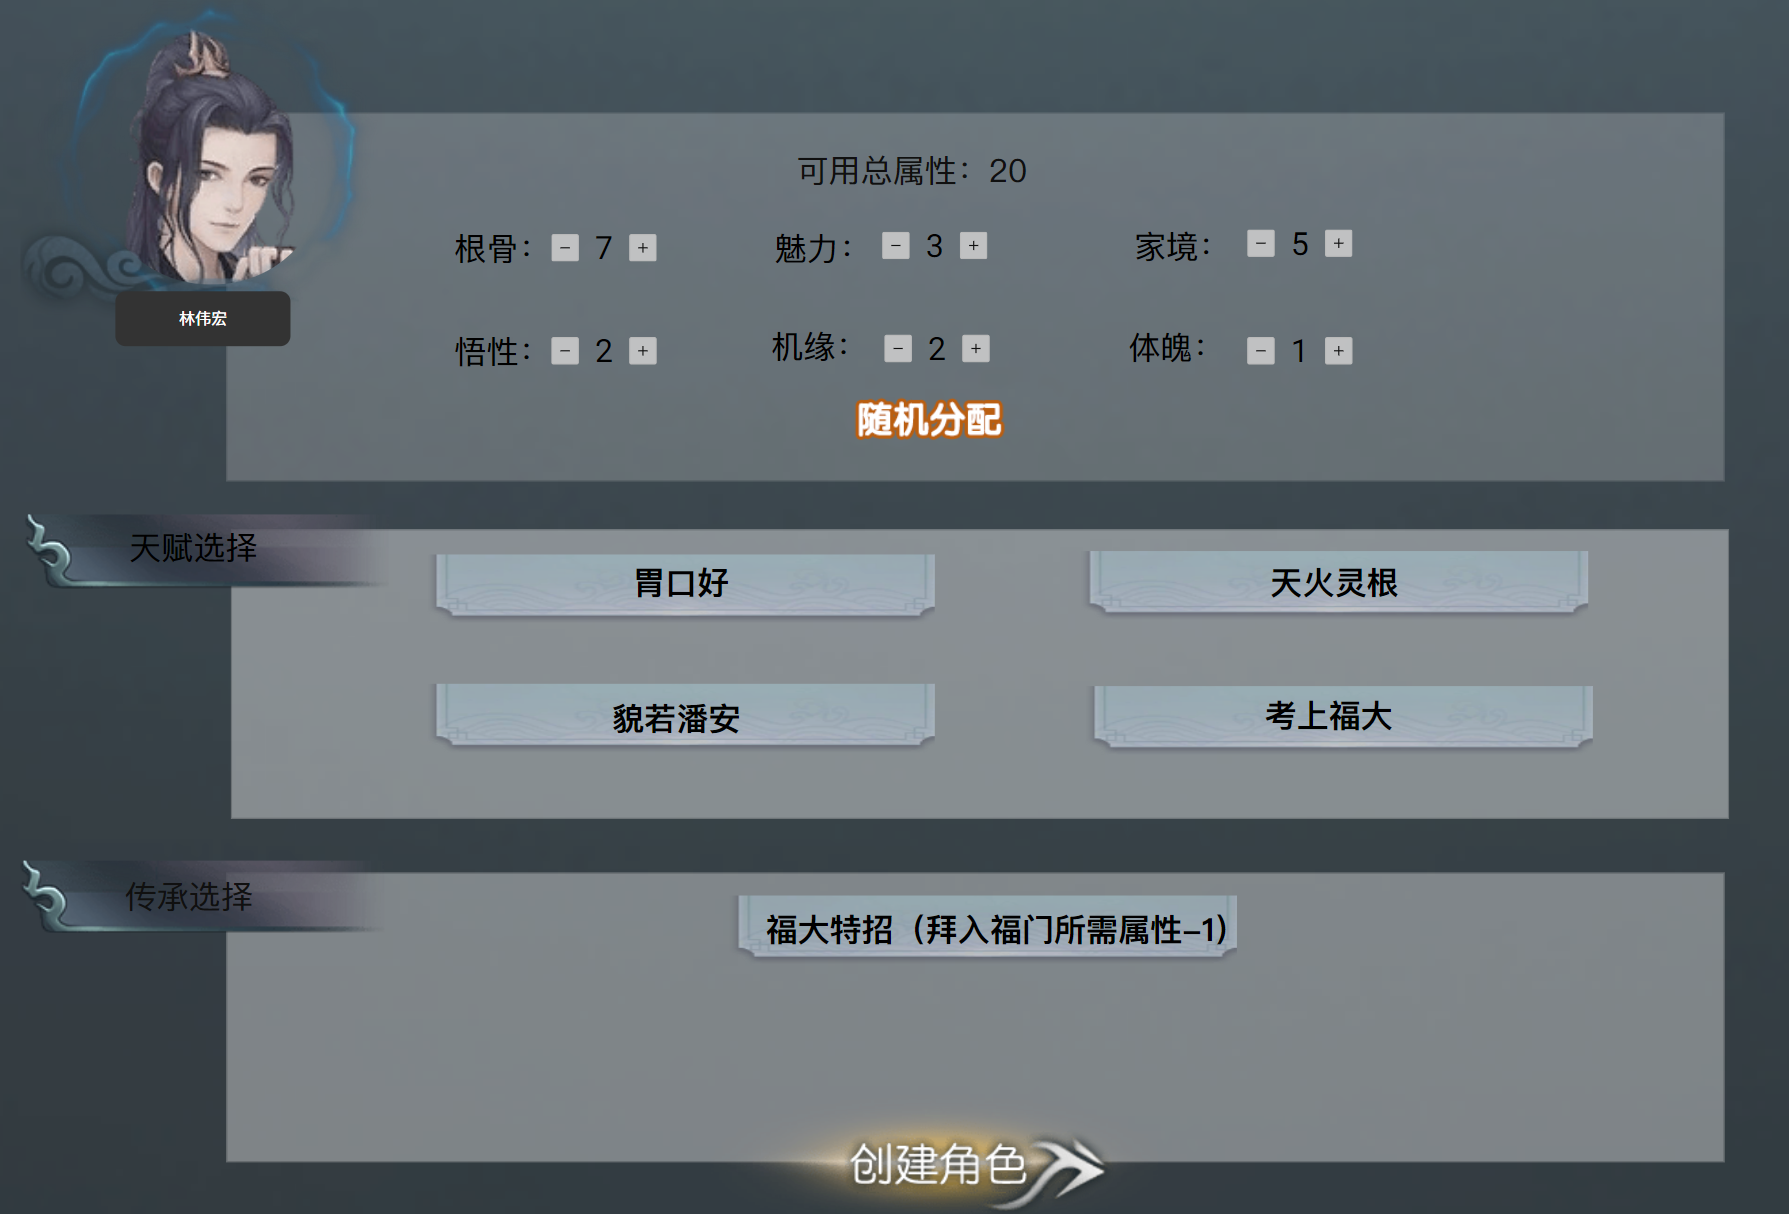 可用总属性：20
根骨： - 7 + 魅力： - 3 + 家境： - 5 +
林伟宏
悟性： - 2 + 机缘： - 2 + 体魄： - 1 +
随机分配
天赋选择
胃口好 天火灵根
貌若潘安 考上福大
传承选择
福大特招（拜入福门所需属性-1）
创建角色